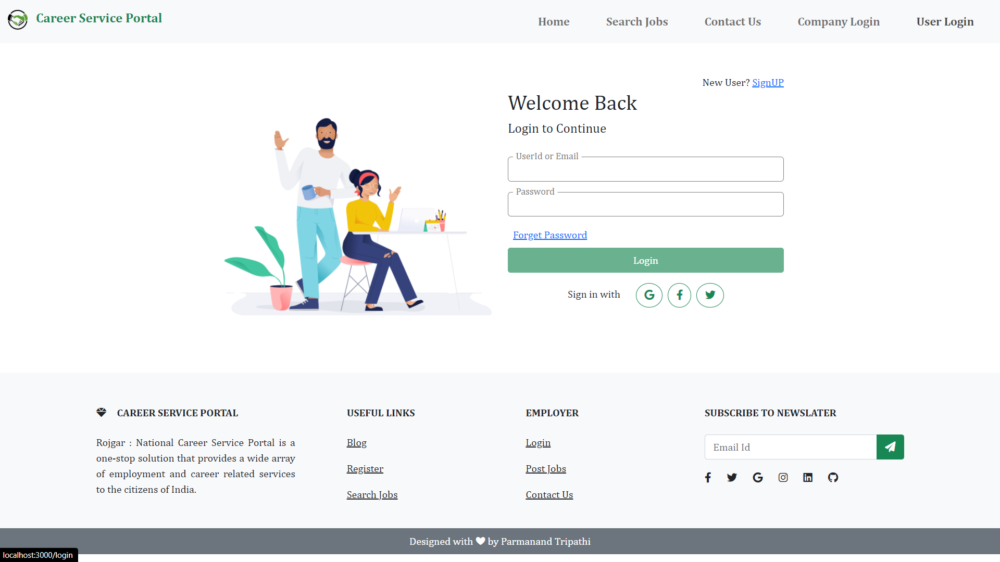 Career Service Portal
Home
Search Jobs
Contact Us
Company Login
User Login
New User? SignUP
Welcome Back
Login to Continue
UserId or Email
Password
Forget Password
Login
Sign in with
CAREER SERVICE PORTAL
Rojgar : National Career Service Portal is a
one-stop solution that provides a wide array
of employment and career related services
to the citizens of India.
USEFUL LINKS
Blog
Register
Search Jobs
EMPLOYER
Login
Post Jobs
Contact Us
SUBSCRIBE TO NEWSLATER
Email Id
Designed with by Parmanand Tripathi
localhost:3000/login